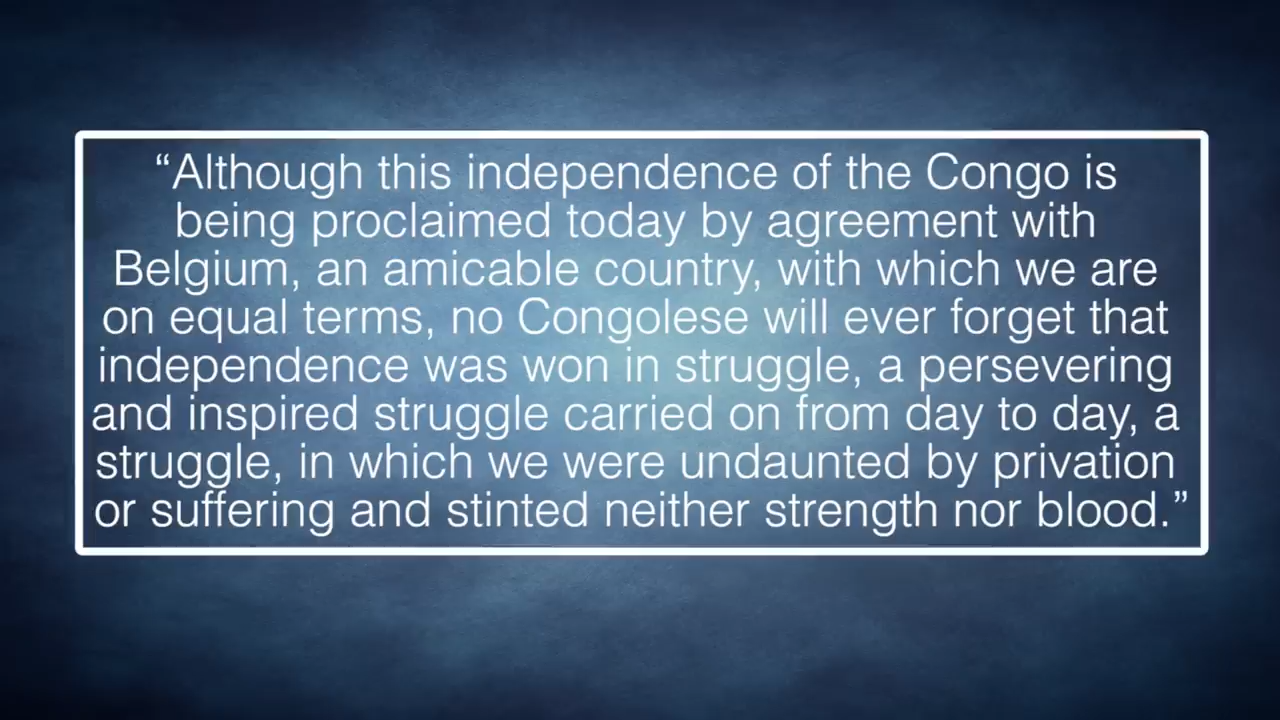 “Although this independence of the Congo is
being proclaimed today by agreement with
Belgium, an amicable country, with which we are
on equal terms, no Congolese will ever forget that
independence was won in struggle, a persevering
and inspired struggle carried on from day to day, a
struggle, in which we were undaunted by privation
or suffering and stinted neither strength nor blood.”